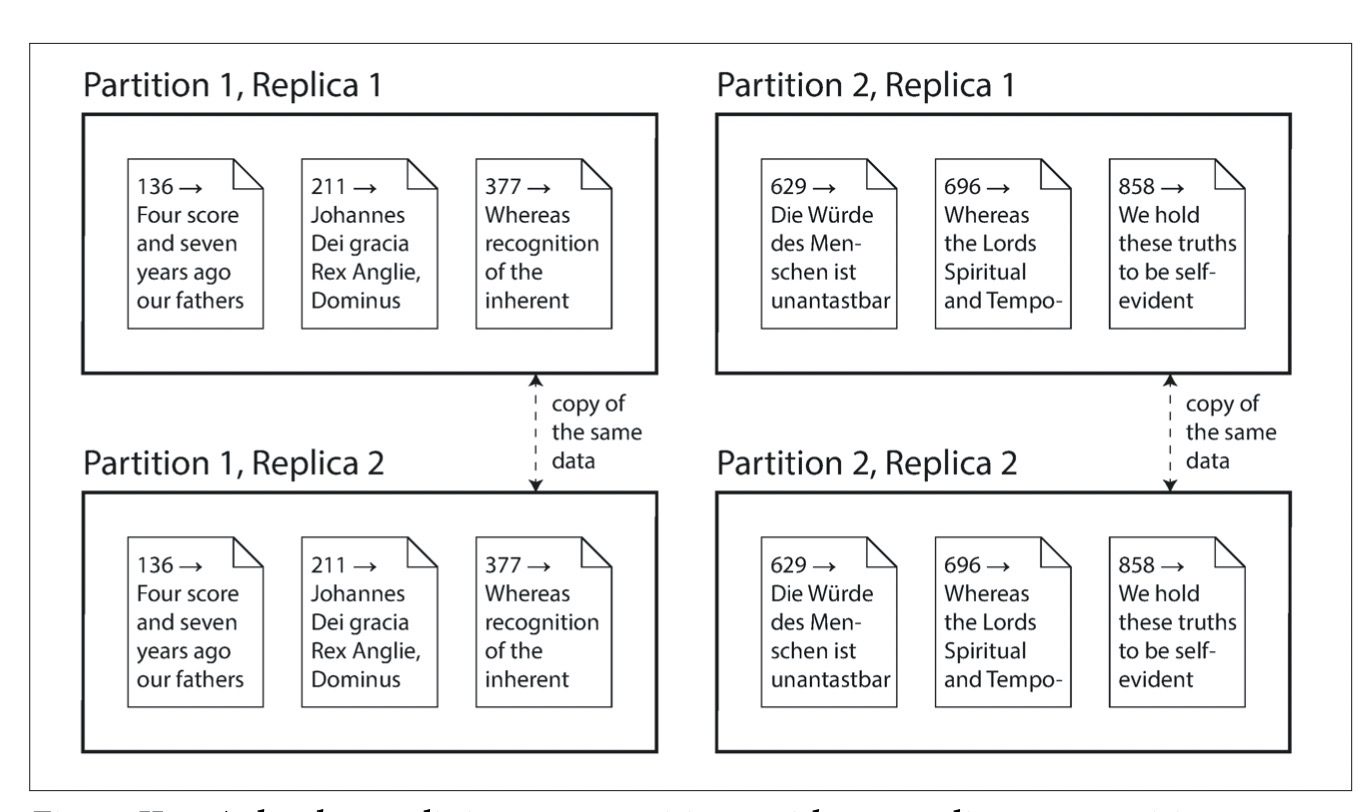 Partition 1, Replica 1
136 →
Four score
and seven
years ago
our fathers
211 →
Johannes
Dei gracia
Rex Anglie,
Dominus
377 →
Whereas
recognition
of the
inherent
Partition 2, Replica 1
629 →
Die Würde
des Men-
schen ist
unantastbar
696 →
Whereas
the Lords
Spiritual
and Tempo-
858 →
We hold
these truths
to be self-
evident
copy of
the same
data
copy of
the same
data
Partition 1, Replica 2
136 →
Four score
and seven
years ago
our fathers
211 →
Johannes
Dei gracia
Rex Anglie,
Dominus
377 →
Whereas
recognition
of the
inherent
Partition 2, Replica 2
629 →
Die Würde
des Men-
schen ist
unantastbar
696 →
Whereas
the Lords
Spiritual
and Tempo-
858 →
We hold
these truths
to be self-
evident